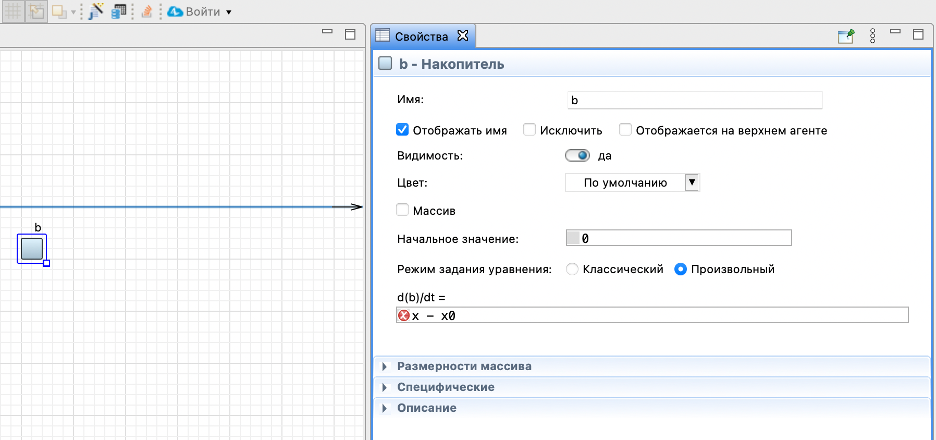 Войти
Свойства
b - Накопитель
Имя:
b
Отображать имя Исключить Отображается на верхнем агенте
Видимость: да
Цвет: По умолчанию
Массив
b
Начальное значение: 0
Режим задания уравнения: Классический Произвольный
d(b)/dt =
x - x0
Размерности массива
Специфические
Описание